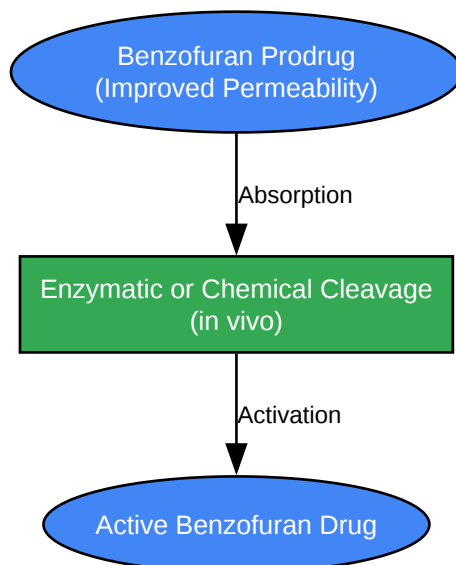 Benzofuran Prodrug
(Improved Permeability)
Absorption
Enzymatic or Chemical Cleavage
(in vivo)
Activation
Active Benzofuran Drug